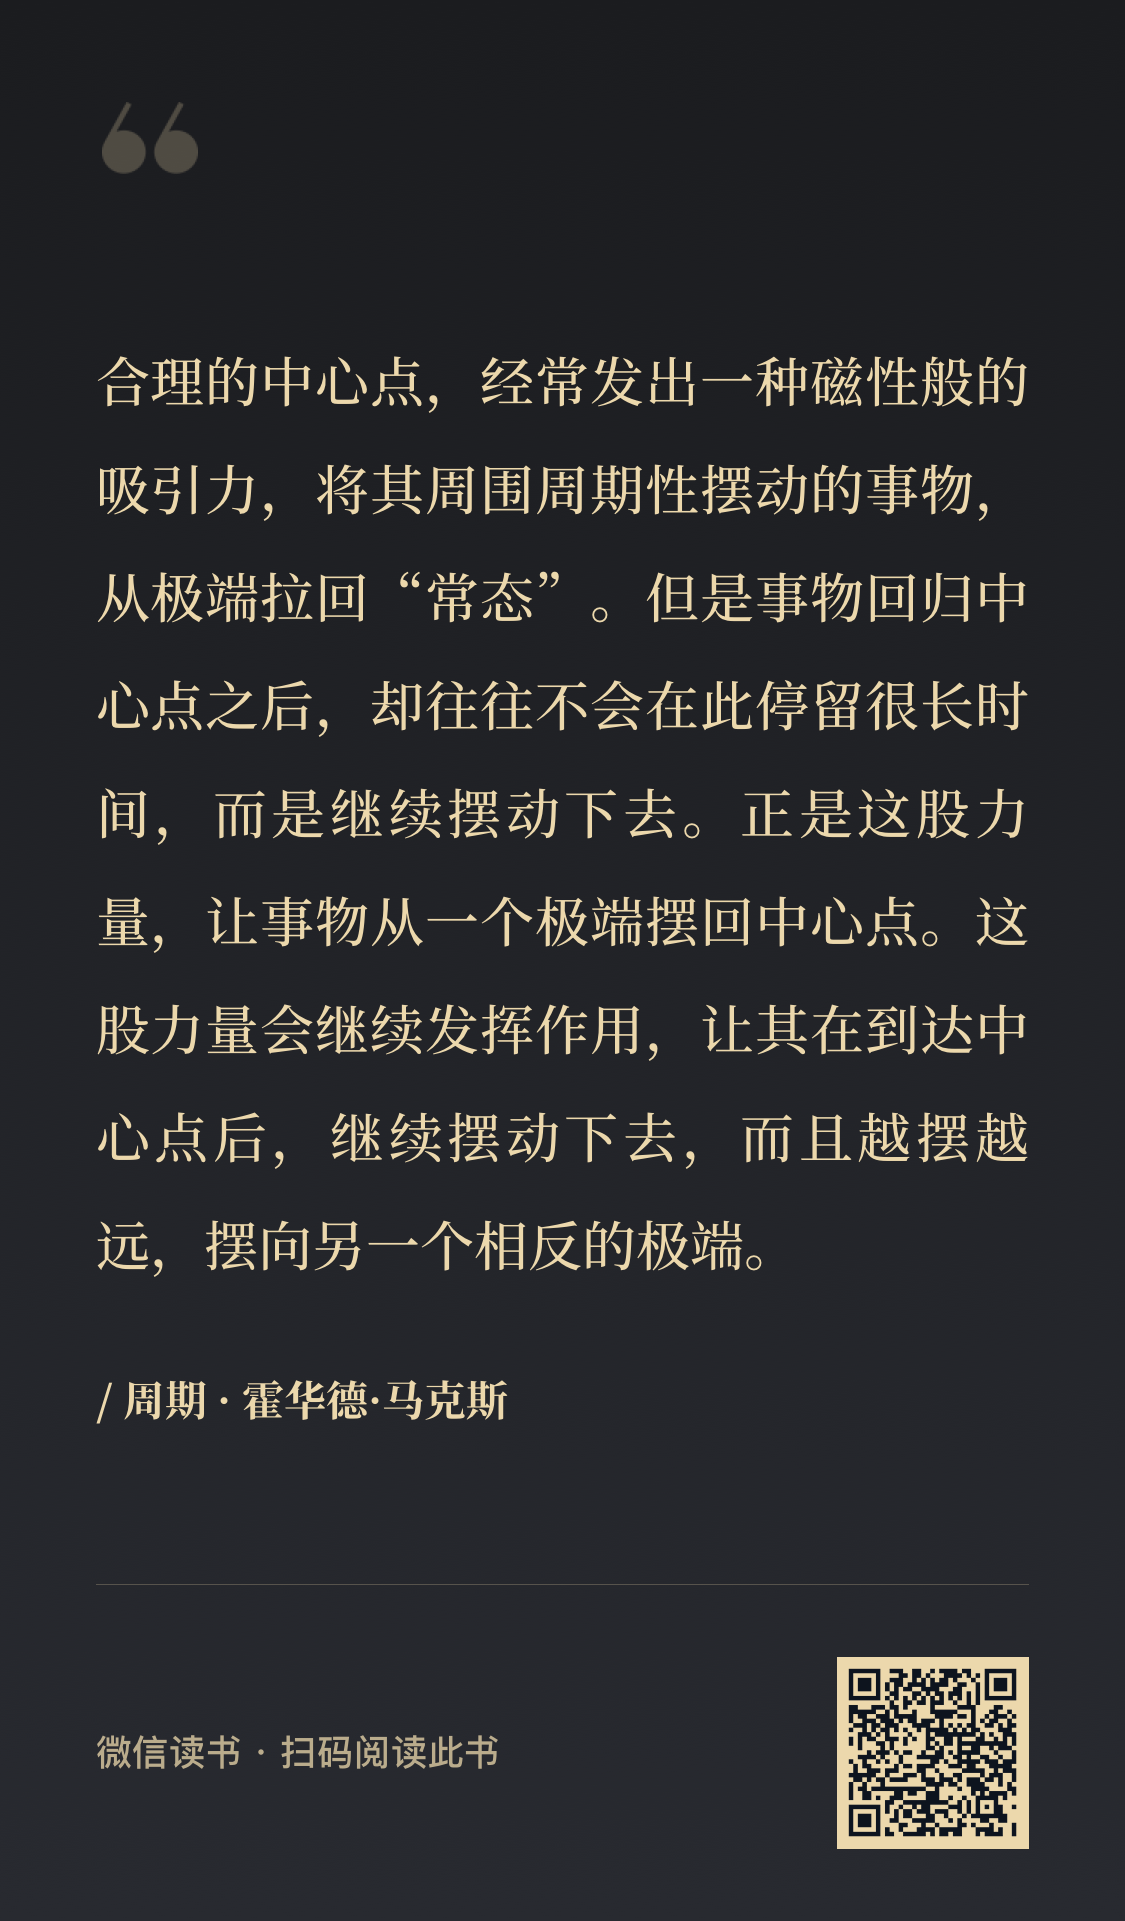 “
合理的中心点，经常发出一种磁性般的
吸引力，将其周围周期性摆动的事物，
从极端拉回“常态”。但是事物回归中
心点之后，却往往不会在此停留很长时
间，而是继续摆动下去。正是这股力
量，让事物从一个极端摆回中心点。这
股力量会继续发挥作用，让其在到达中
心点后，继续摆动下去，而且越摆越
远，摆向另一个相反的极端。
/ 周期 · 霍华德·马克斯
微信读书 · 扫码阅读此书